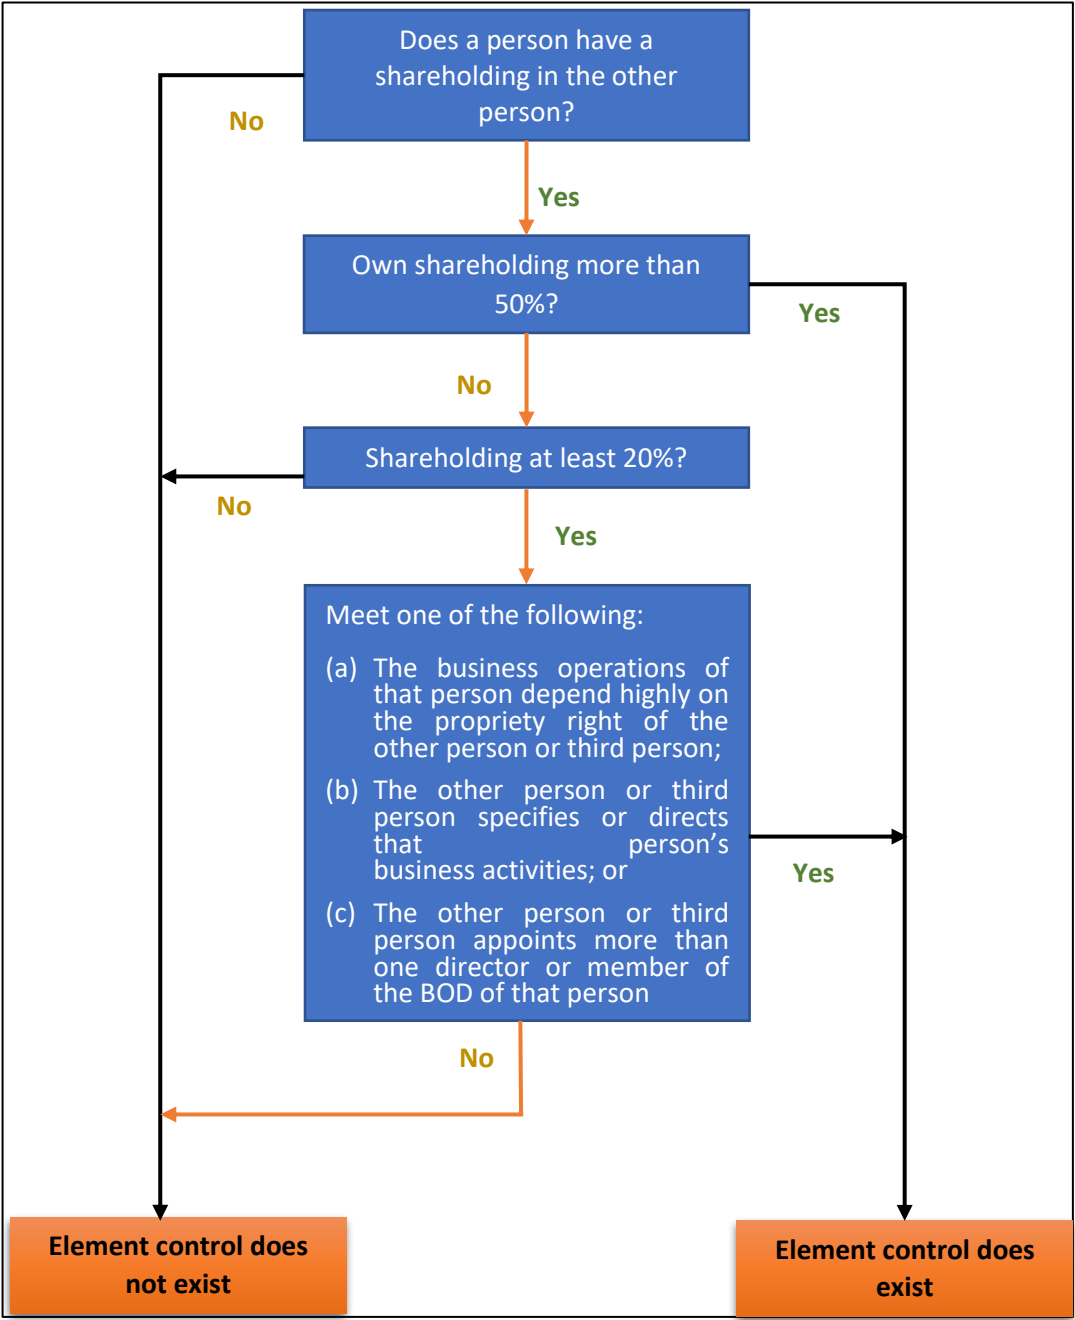 Does a person have a
shareholding in the other
person?
No
Yes
Own shareholding more than
50%?
Yes
No
Shareholding at least 20%?
No
Yes
Meet one of the following:
(a) The business operations of
that person depend highly on
the propriety right of the
other person or third person;
(b) The other person or third
person specifies or directs
that person's
business activities; or
(c) The other person or third
person appoints more than
one director or member of
the BOD of that person
Yes
No
Element control does
not exist
Element control does
exist